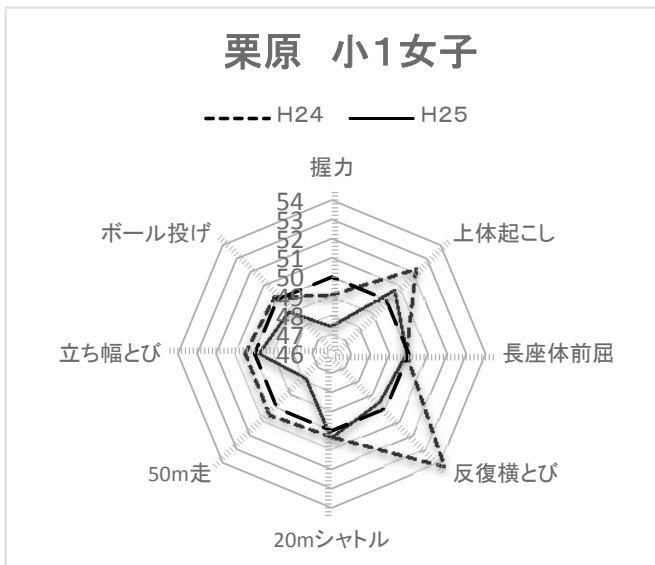 栗原　小1女子
H24　H25
握力
上体起こし
長座体前屈
反復横とび
20mシャトル
50m走
立ち幅とび
ボール投げ
54
53
52
51
50
49
48
47
46